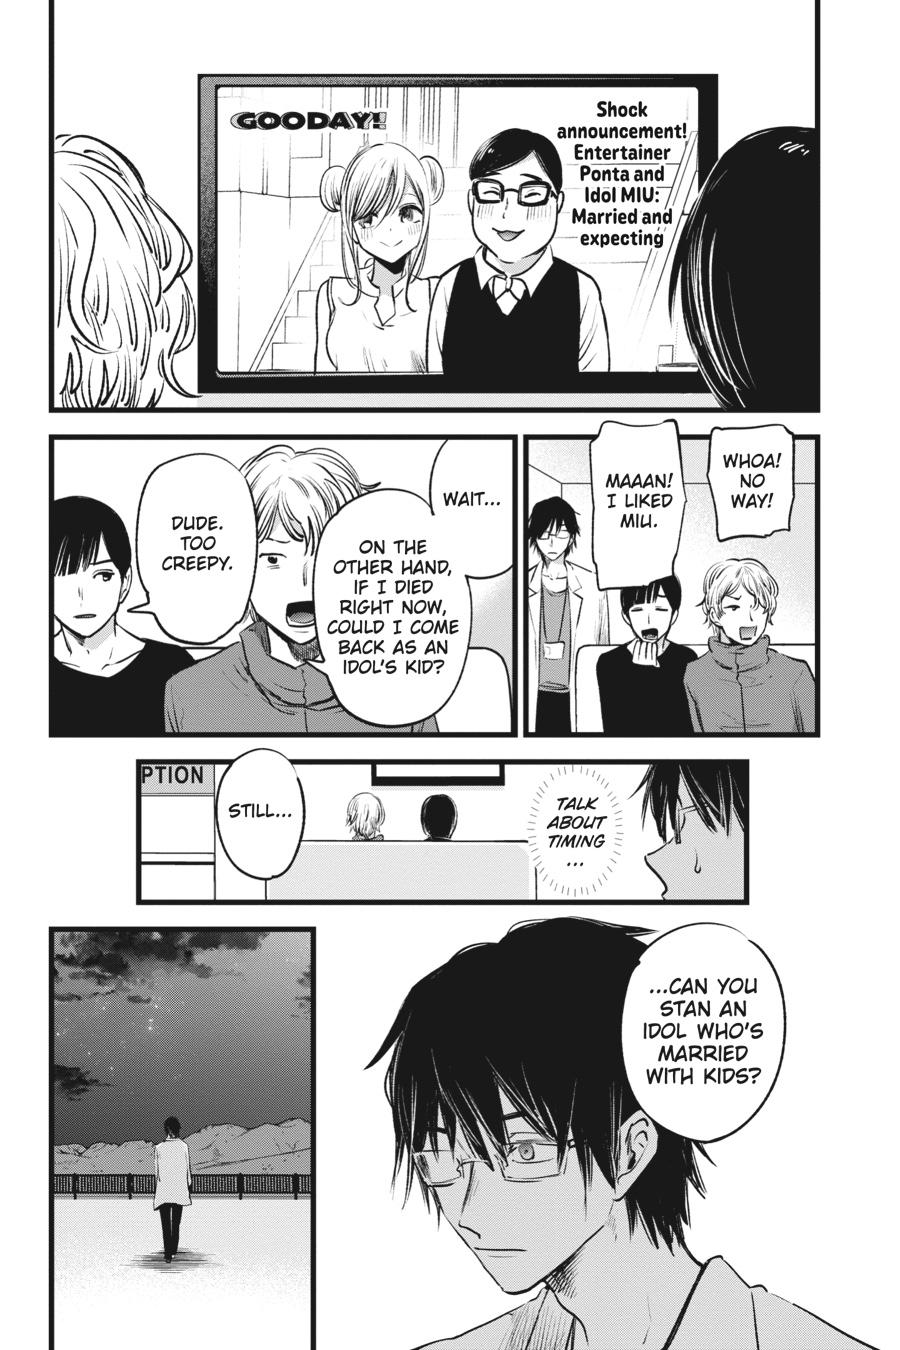 GOODAY!
Shock
announcement!
Entertainer
Ponta and
Idol MIU:
Married and
expecting
WHOA!
NO
WAY!
MAAAN!
I LIKED
MIU.
WAIT...
ON THE
OTHER HAND,
IF I DIED
RIGHT NOW,
COULD I COME
BACK AS AN
IDOL'S KID?
DUDE.
TOO
CREEPY.
TALK
ABOUT
TIMING
...
PTION
STILL...
...CAN YOU
STAN AN
IDOL WHO'S
MARRIED
WITH KIDS?